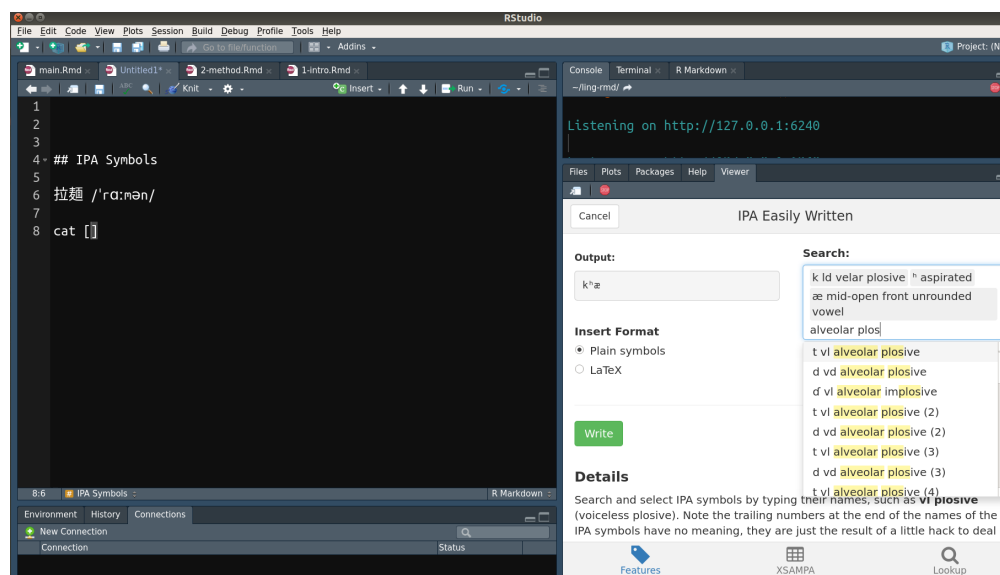 RStudio
File Edit Code View Plots Session Build Debug Profile Tools Help
Go to file/function Addins Project: (N
main.Rmd Untitled1* 2-method.Rmd 1-intro.Rmd
ABC Knit Insert Run
1
2
3
4 ## IPA Symbols
5
6 拉麺 /ˈrɑːmən/
7
8 cat []
8:6 IPA Symbols R Markdown
Environment History Connections
New Connection
Connection Status
Console Terminal R Markdown
~/ling-rmd/
Listening on http://127.0.0.1:6240
Files Plots Packages Help Viewer
Cancel IPA Easily Written
Output:
kʰæ
Insert Format
Plain symbols
LaTeX
Write
Search:
k ld velar plosive ʰ aspirated
æ mid-open front unrounded
vowel
alveolar plos
t vl alveolar plosive
d vd alveolar plosive
ɗ vl alveolar implosive
t vl alveolar plosive (2)
d vd alveolar plosive (2)
t vl alveolar plosive (3)
d vd alveolar plosive (3)
t vl alveolar plosive (4)
Details
Search and select IPA symbols by typing their names, such as vl plosive
(voiceless plosive). Note the trailing numbers at the end of the names of the
IPA symbols have no meaning, they are just the result of a little hack to deal
Features XSAMPA Lookup